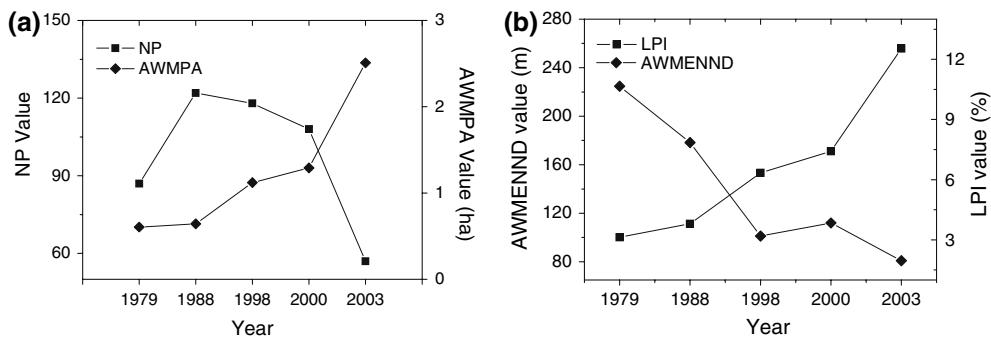 (a)
150
120
90
60
NP Value
NP
AWMPA
3
2
1
0
AWMPA Value (ha)
1979 1988 1998 2000 2003
Year
(b)
280
240
200
160
120
80
AWMENND value (m)
LPI
AWMENND
12
9
6
3
LPI value (%)
1979 1988 1998 2000 2003
Year